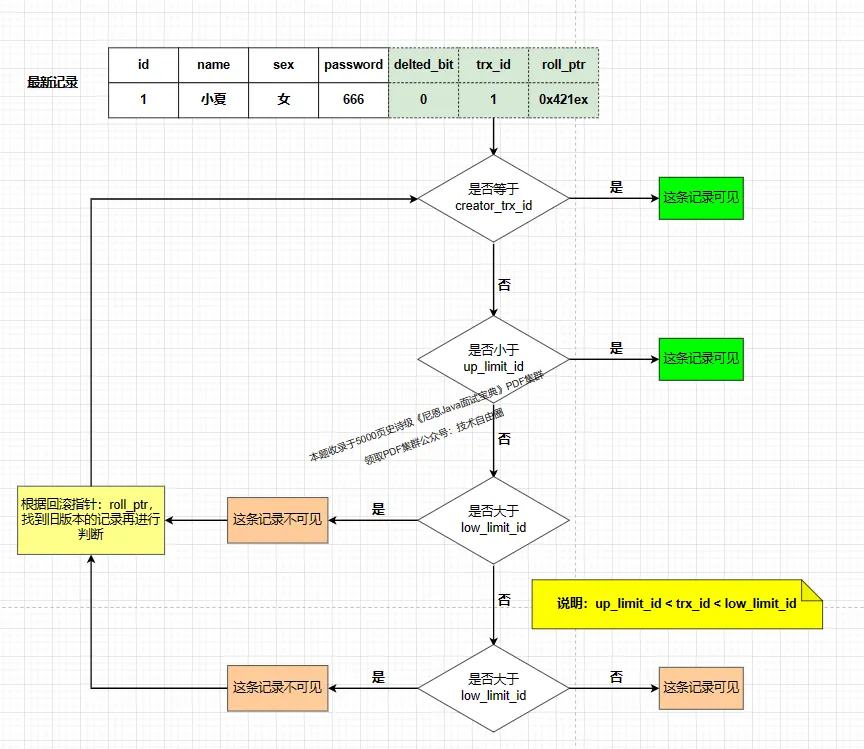 id name sex password delted_bit trx_id roll_ptr
最新记录
1 小夏 女 666 0 1 0x421ex
是否等于
creator_trx_id
是
这条记录可见
否
是否小于
up_limit_id
是
这条记录可见
本题收录于5000页史诗级《尼恩Java面试宝典》PDF集群
领取PDF集群公众号：技术自由圈
否
根据回滚指针：roll_ptr，
找到旧版本的记录再进行
判断
这条记录不可见
是
是否大于
low_limit_id
否
说明：up_limit_id < trx_id < low_limit_id
这条记录不可见
是
是否大于
low_limit_id
否
这条记录可见